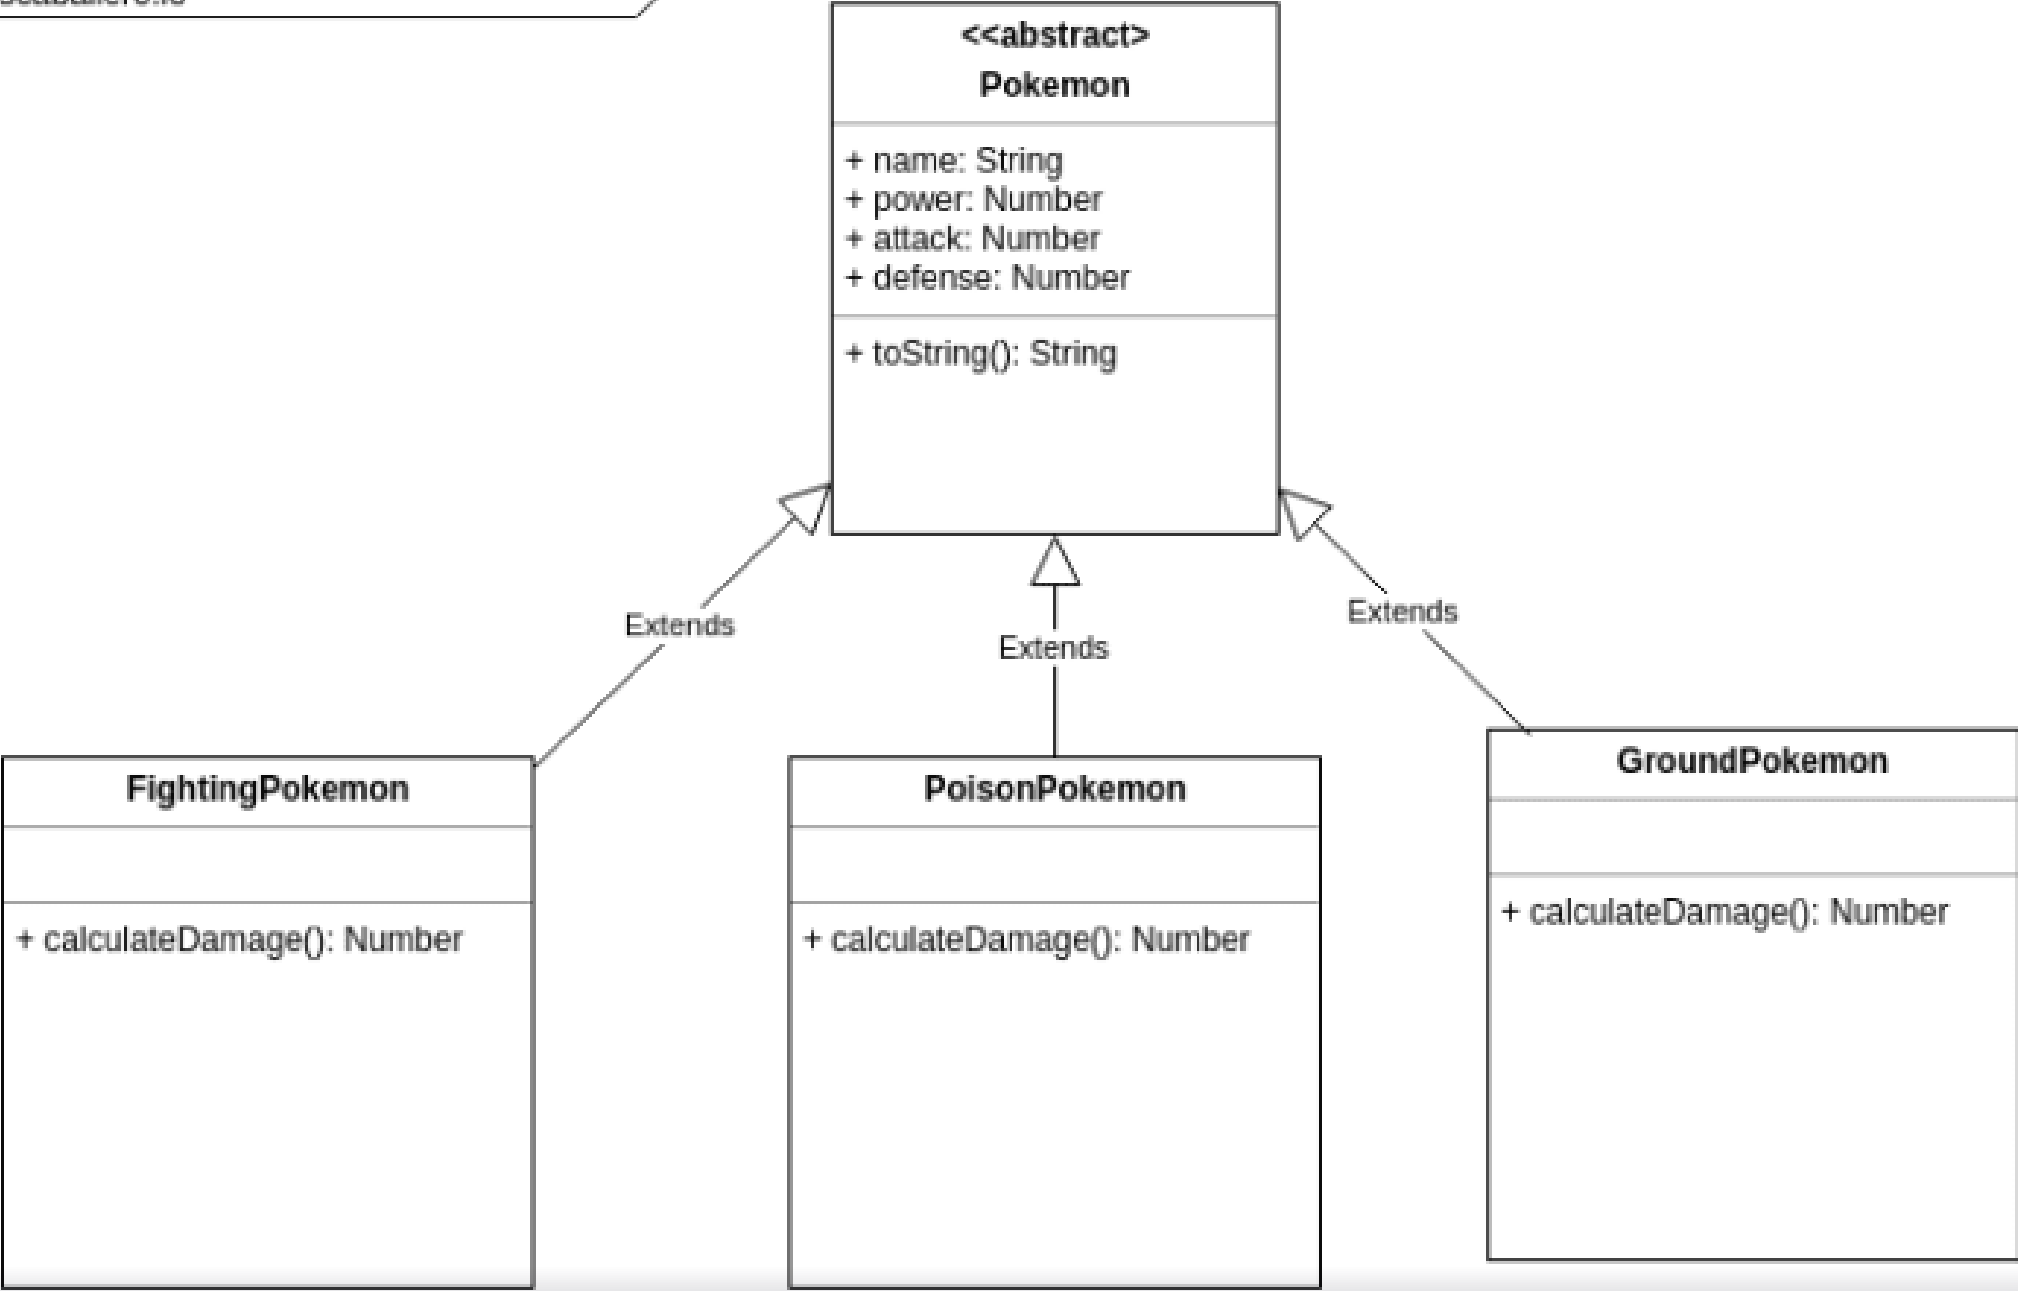 <<abstract>
Pokemon
+ name: String
+ power: Number
+ attack: Number
+ defense: Number
+ toString(): String
Extends
Extends
Extends
FightingPokemon
+ calculateDamage(): Number
PoisonPokemon
+ calculateDamage(): Number
GroundPokemon
+ calculateDamage(): Number